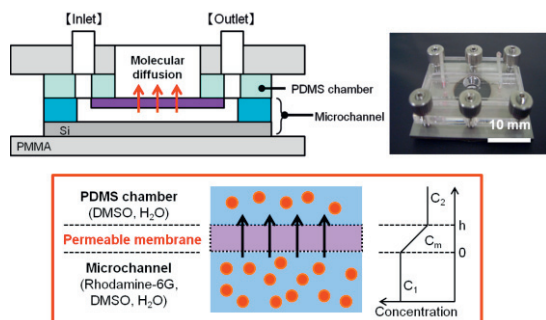 【Inlet】
【Outlet】
Molecular
diffusion
PDMS chamber
Microchannel
Si
PMMA
10 mm
PDMS chamber
(DMSO, H₂O)
Permeable membrane
Microchannel
(Rhodamine-6G,
DMSO, H₂O)
C₂
h
Cₘ
0
C₁
Concentration